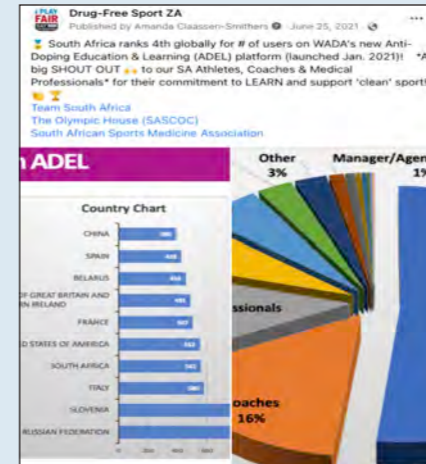 I PLAY
FAIR
Drug-Free Sport ZA
Published by Amanda Claassen-Smithers · June 25, 2021 ·
South Africa ranks 4th globally for # of users on WADA's new Anti-
Doping Education & Learning (ADEL) platform (launched Jan. 2021)! *A
big SHOUT OUT to our SA Athletes, Coaches & Medical
Professionals* for their commitment to LEARN and support 'clean' sport!
Team South Africa
The Olympic House (SASCOC)
South African Sports Medicine Association
n ADEL
Country Chart
CHINA
SPAIN
BELARUS
OF GREAT BRITAIN AND
RN IRELAND
FRANCE
D STATES OF AMERICA
SOUTH AFRICA
ITALY
SLOVENIA
RUSSIAN FEDERATION
Other
3%
Manager/Agen
1%
ssionals
oaches
16%